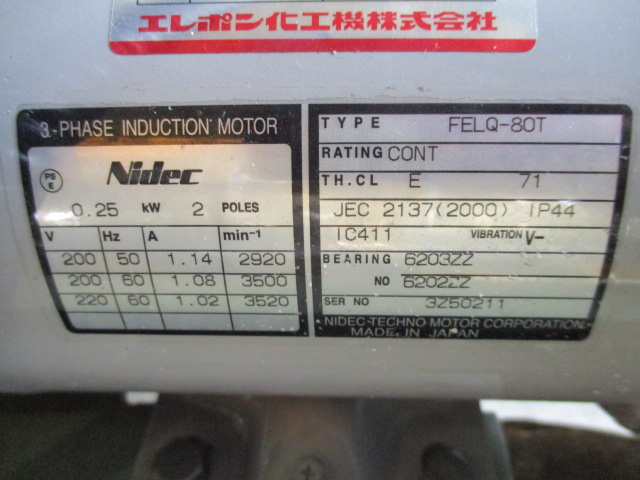 エレポン化工機株式会社
3-PHASE INDUCTION MOTOR
PS E
Nidec
0.25 kW 2 POLES
V Hz A min-1
200 50 1.14 2920
200 60 1.08 3500
220 60 1.02 3520
TYPE FELQ-80T
RATING CONT
TH.CL E 71
JEC 2137(2000) IP44
IC411 VIBRATION V-
BEARING 6203ZZ
NO 6202ZZ
SER NO 3Z50211
NIDEC TECHNO MOTOR CORPORATION
MADE IN JAPAN